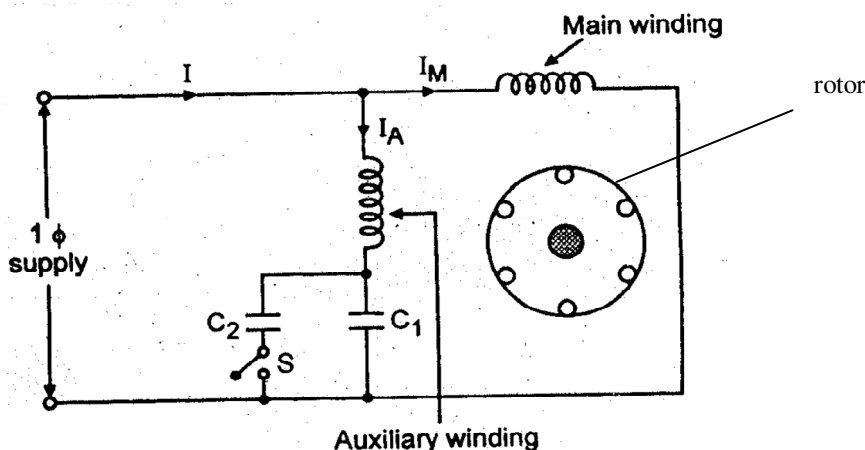 Main winding
I
I_M
rotor
I_A
1 ϕ
supply
C_2
C_1
S
Auxiliary winding